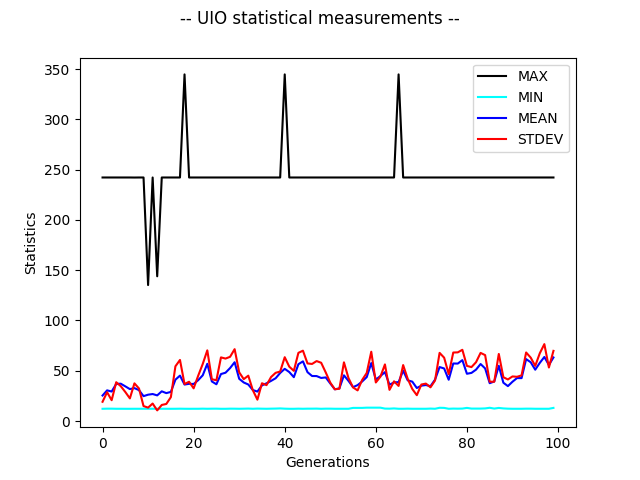 -- UIO statistical measurements --
350
300
250
200
150
100
50
0
Statistics
MAX
MIN
MEAN
STDEV
0 20 40 60 80 100
Generations